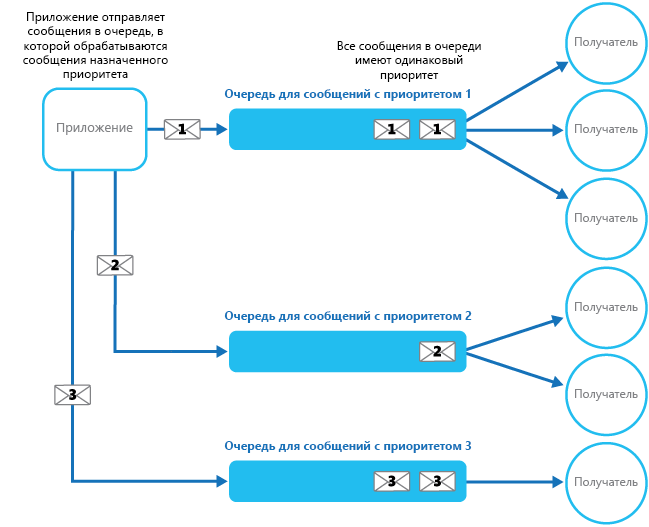 Приложение отправляет
сообщения в очередь, в
которой обрабатываются
сообщения назначенного
приоритета
Все сообщения в очереди
имеют одинаковый
приоритет
Получатель
Очередь для сообщений с приоритетом 1
Приложение
1
1
1
Получатель
Получатель
2
Очередь для сообщений с приоритетом 2
Получатель
2
3
Получатель
Очередь для сообщений с приоритетом 3
3
3
Получатель